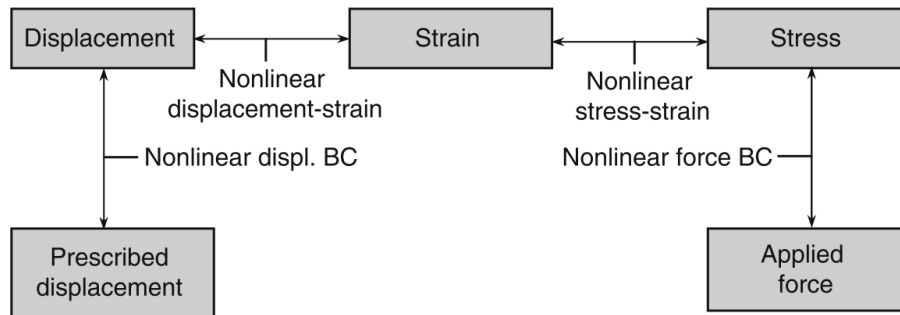 Displacement
Strain
Stress
Nonlinear
displacement-strain
Nonlinear
stress-strain
Nonlinear displ. BC
Nonlinear force BC
Prescribed
displacement
Applied
force